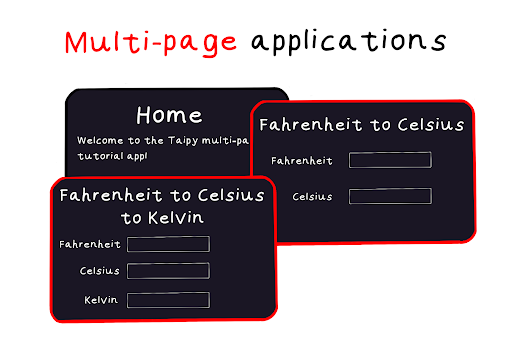 Multi-page applications
Home
Welcome to the Taipy multi-pa
tutorial app!
Fahrenheit to Celsius
Fahrenheit
Celsius
Fahrenheit to Celsius
to Kelvin
Fahrenheit
Celsius
Kelvin